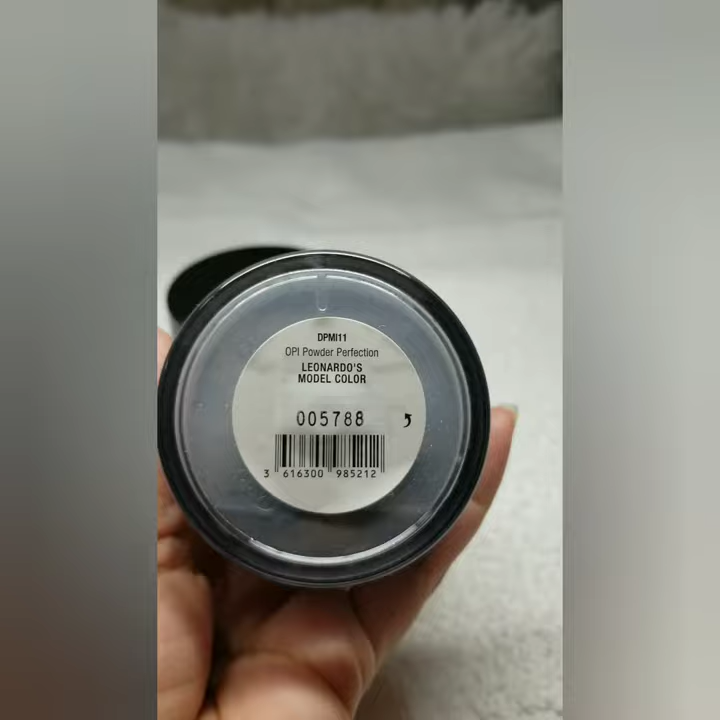 DPMI11
OPI Powder Perfection
LEONARDO'S
MODEL COLOR
005788
3 616300 985212